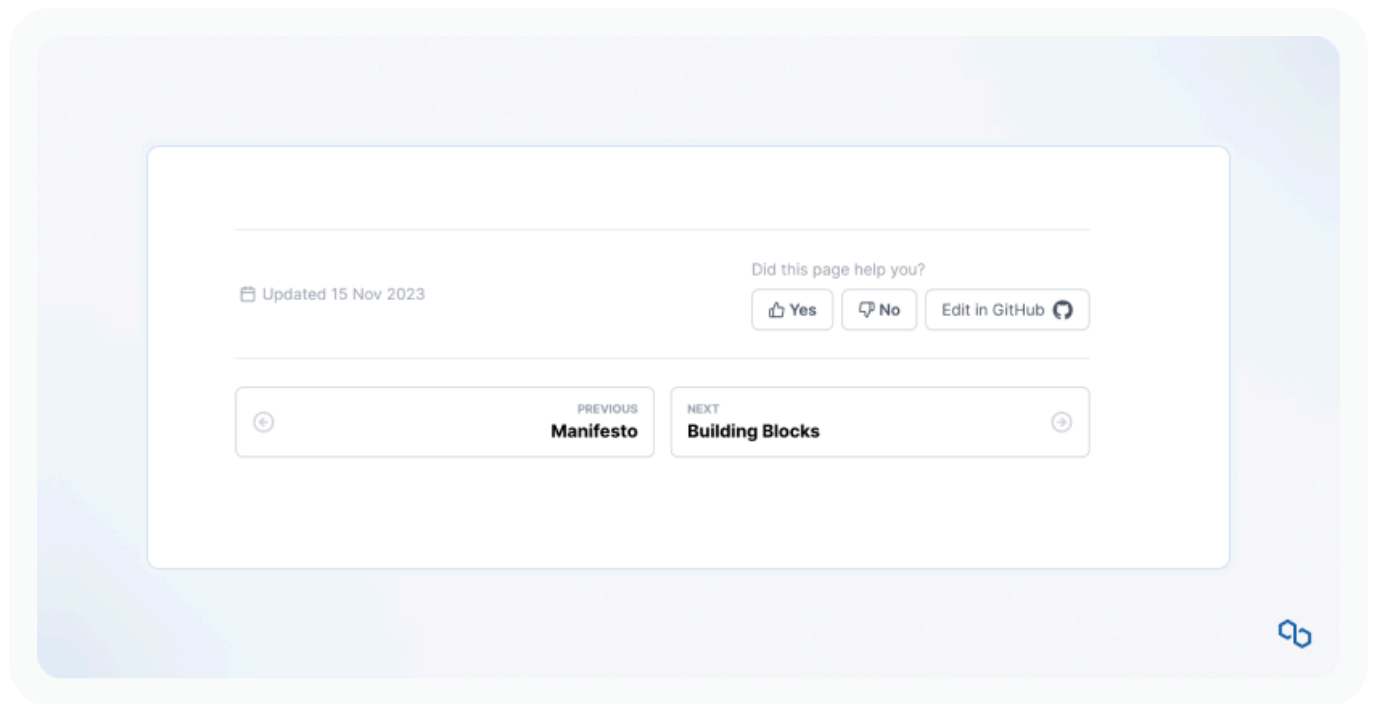 Updated 15 Nov 2023
Did this page help you?
Yes
No
Edit in GitHub
PREVIOUS
Manifesto
NEXT
Building Blocks